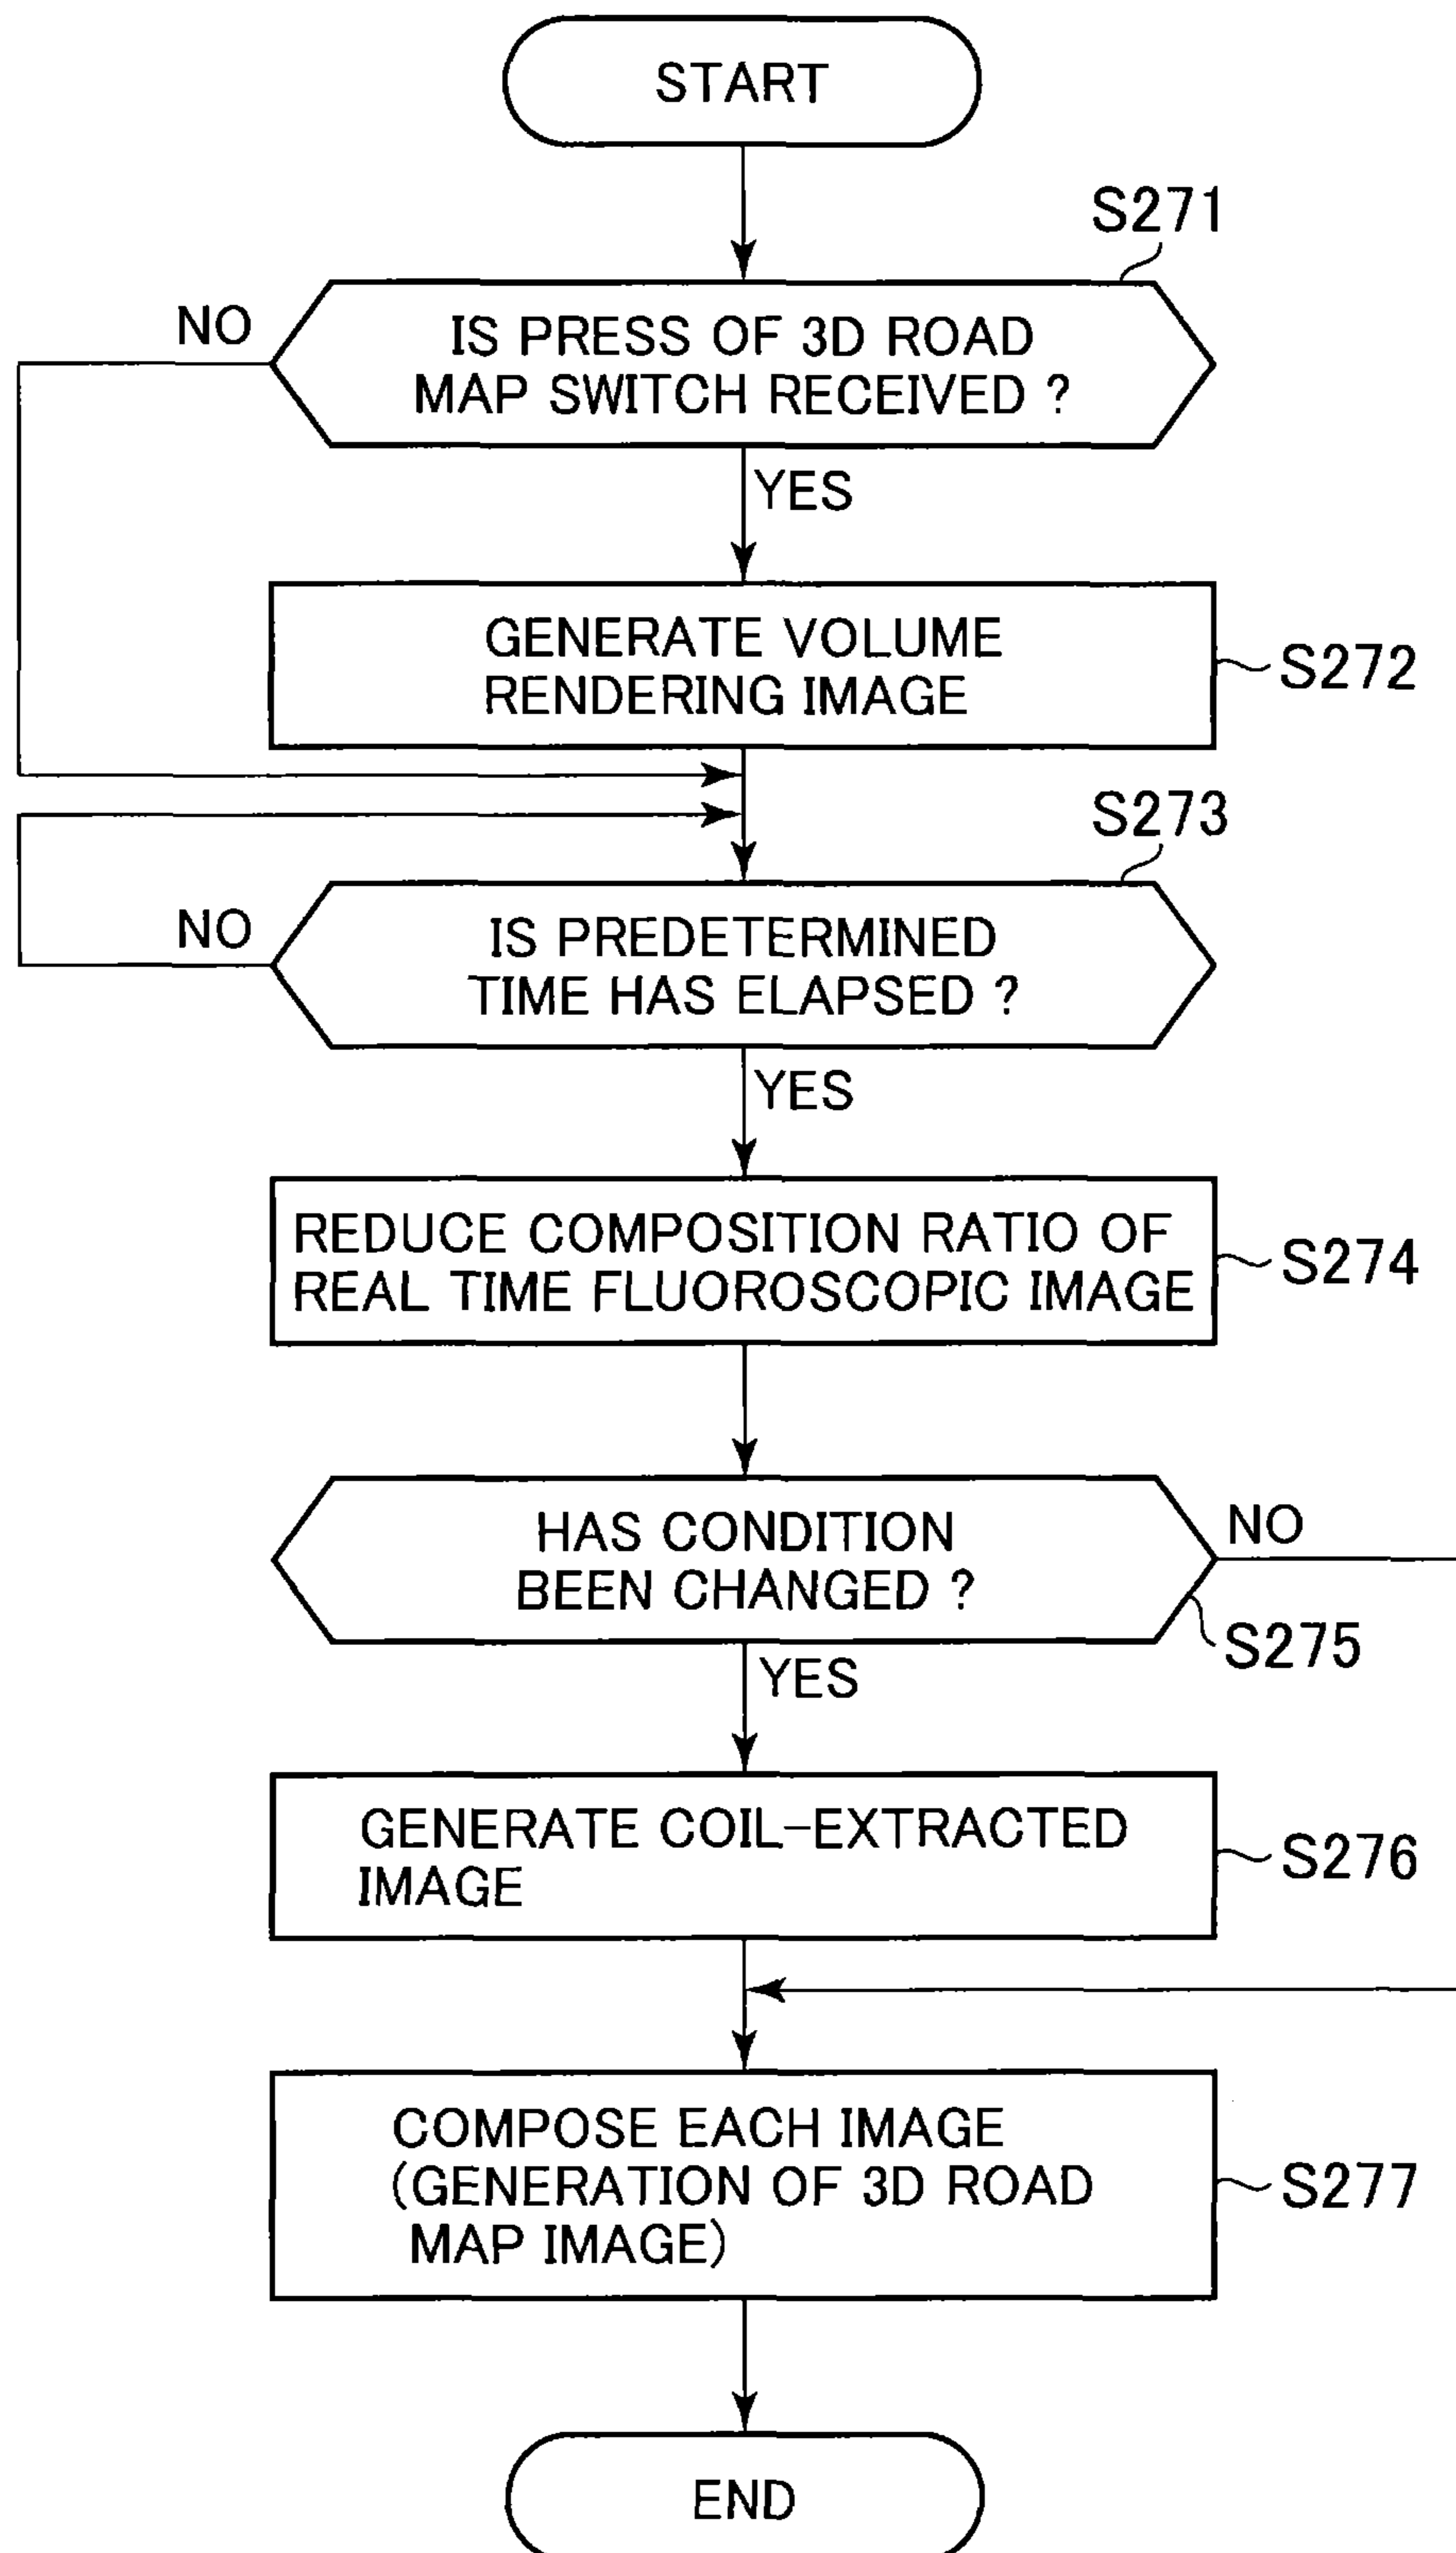 START
S271
NO
IS PRESS OF 3D ROAD
MAP SWITCH RECEIVED ?
YES
GENERATE VOLUME
RENDERING IMAGE
S272
S273
NO
IS PREDETERMINED
TIME HAS ELAPSED ?
YES
REDUCE COMPOSITION RATIO OF
REAL TIME FLUOROSCOPIC IMAGE
S274
HAS CONDITION
BEEN CHANGED ?
NO
S275
YES
GENERATE COIL-EXTRACTED
IMAGE
S276
COMPOSE EACH IMAGE
(GENERATION OF 3D ROAD
MAP IMAGE)
S277
END